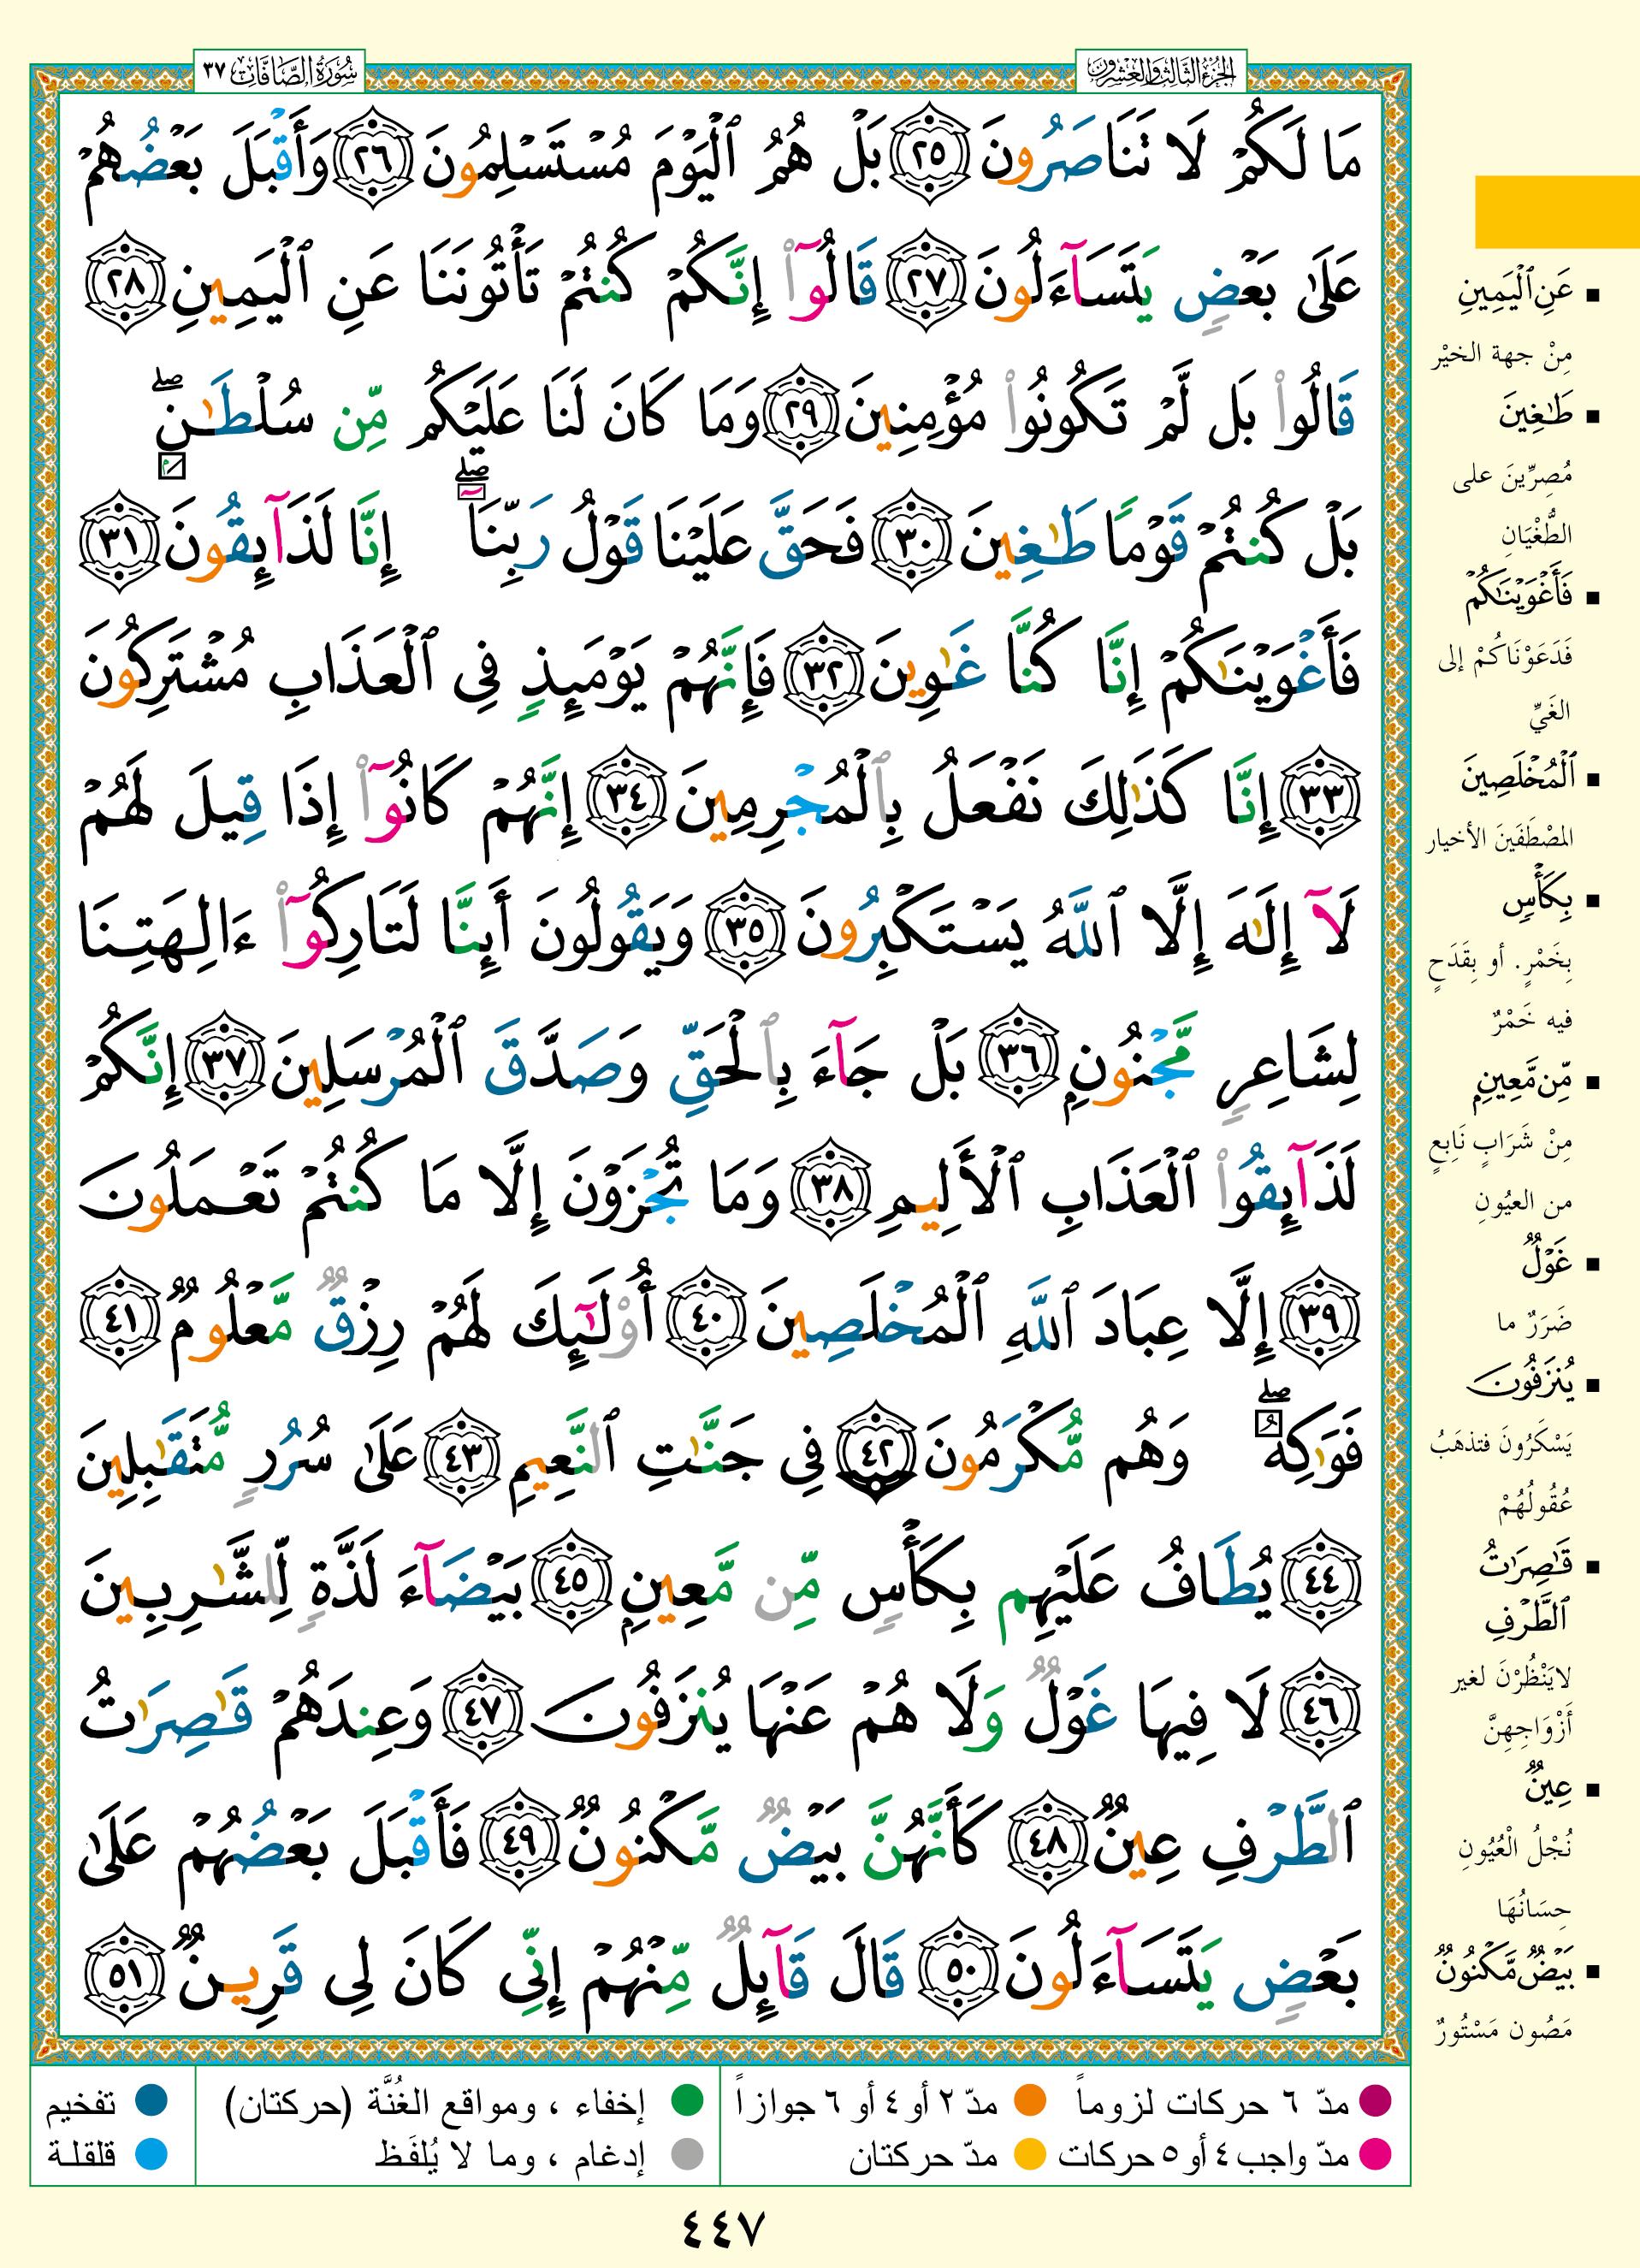 الجزء الثالث والعشرون
سورة الصافات ٣٧
مَا لَكُمْ لَا تَنَاصَرُونَ ٢٥ بَلْ هُمُ ٱلْيَوْمَ مُسْتَسْلِمُونَ ٢٦ وَأَقْبَلَ بَعْضُهُمْ
عَلَىٰ بَعْضٍ يَتَسَآءَلُونَ ٢٧ قَالُوٓا۟ إِنَّكُمْ كُنتُمْ تَأْتُونَنَا عَنِ ٱلْيَمِينِ ٢٨
قَالُوا۟ بَل لَّمْ تَكُونُوا۟ مُؤْمِنِينَ ٢٩ وَمَا كَانَ لَنَا عَلَيْكُم مِّن سُلْطَـٰنٍۭ ۖ
بَلْ كُنتُمْ قَوْمًا طَـٰغِينَ ٣٠ فَحَقَّ عَلَيْنَا قَوْلُ رَبِّنَآ ۖ إِنَّا لَذَآئِقُونَ ٣١
فَأَغْوَيْنَـٰكُمْ إِنَّا كُنَّا غَـٰوِينَ ٣٢ فَإِنَّهُمْ يَوْمَئِذٍ فِى ٱلْعَذَابِ مُشْتَرِكُونَ
٣٣ إِنَّا كَذَٰلِكَ نَفْعَلُ بِٱلْمُجْرِمِينَ ٣٤ إِنَّهُمْ كَانُوٓا۟ إِذَا قِيلَ لَهُمْ
لَآ إِلَـٰهَ إِلَّا ٱللَّهُ يَسْتَكْبِرُونَ ٣٥ وَيَقُولُونَ أَئِنَّا لَتَارِكُوٓا۟ ءَالِهَتِنَا
لِشَاعِرٍ مَّجْنُونٍۭ ٣٦ بَلْ جَآءَ بِٱلْحَقِّ وَصَدَّقَ ٱلْمُرْسَلِينَ ٣٧ إِنَّكُمْ
لَذَآئِقُوا۟ ٱلْعَذَابِ ٱلْأَلِيمِ ٣٨ وَمَا تُجْزَوْنَ إِلَّا مَا كُنتُمْ تَعْمَلُونَ
٣٩ إِلَّا عِبَادَ ٱللَّهِ ٱلْمُخْلَصِينَ ٤٠ أُو۟لَـٰٓئِكَ لَهُمْ رِزْقٌ مَّعْلُومٌ ٤١
فَوَٰكِهُ ۖ وَهُم مُّكْرَمُونَ ٤٢ فِى جَنَّـٰتِ ٱلنَّعِيمِ ٤٣ عَلَىٰ سُرُرٍ مُّتَقَـٰبِلِينَ
٤٤ يُطَافُ عَلَيْهِم بِكَأْسٍ مِّن مَّعِينٍۭ ٤٥ بَيْضَآءَ لَذَّةٍ لِّلشَّـٰرِبِينَ
٤٦ لَا فِيهَا غَوْلٌ وَلَا هُمْ عَنْهَا يُنزَفُونَ ٤٧ وَعِندَهُمْ قَـٰصِرَٰتُ
ٱلطَّرْفِ عِينٌ ٤٨ كَأَنَّهُنَّ بَيْضٌ مَّكْنُونٌ ٤٩ فَأَقْبَلَ بَعْضُهُمْ عَلَىٰ
بَعْضٍ يَتَسَآءَلُونَ ٥٠ قَالَ قَآئِلٌ مِّنْهُمْ إِنِّى كَانَ لِى قَرِينٌ ٥١
عَنِ ٱلْيَمِينِ
مِنْ جهة الخيْر
طَـٰغِينَ
مُصِرِّينَ على
الطُّغْيَانِ
فَأَغْوَيْنَـٰكُمْ
فَدَعَوْنَاكُمْ إلى
الغَيِّ
ٱلْمُخْلَصِينَ
المصْطَفَينَ الأخيار
بِكَأْسٍ
بِخَمْرٍ. أو بِقَدَحٍ
فيه خَمْرٌ
مِّن مَّعِينٍۭ
مِنْ شَرَابٍ نَابِعٍ
من العيُونِ
غَوْلٌ
ضَرَرٌ ما
يُنزَفُونَ
يَسْكَرُونَ فتذهَبُ
عُقُولُهُمْ
قَـٰصِرَٰتُ
ٱلطَّرْفِ
لا يَنْظُرْنَ لغير
أَزْوَاجِهِنَّ
عِينٌ
نُجْلُ الْعُيُونِ
حِسَانُهَا
بَيْضٌ مَّكْنُونٌ
مَصُون مَسْتُورٌ
مدّ ٦ حركات لزوماً
مدّ ٢ أو ٤ أو ٦ جوازاً
إخفاء ، ومواقع الغُنَّة (حركتان)
تفخيم
مدّ واجب ٤ أو ٥ حركات
مدّ حركتان
إدغام ، وما لا يُلفَظ
قلقلة
٤٤٧